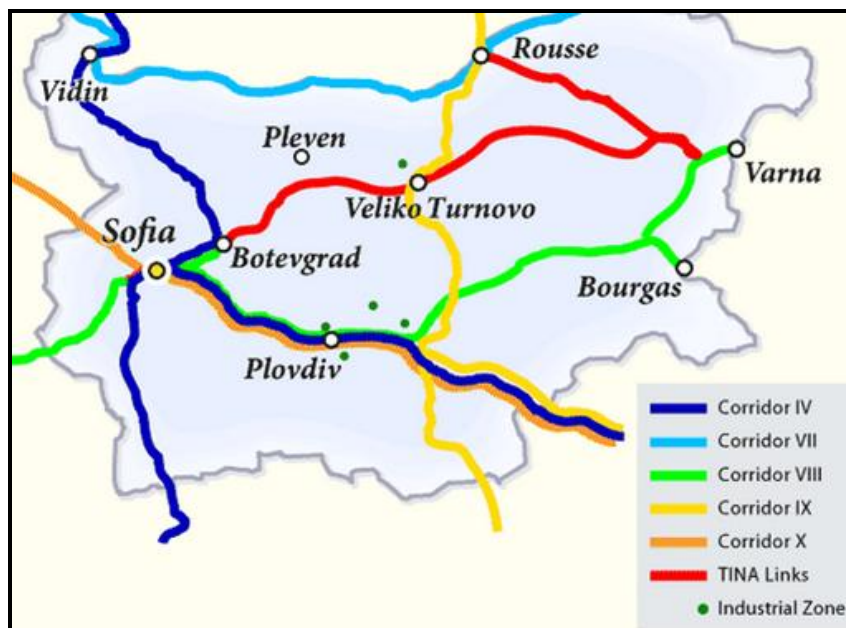 Rousse
Vidin
Pleven
Varna
Veliko Turnovo
Sofia
Botevgrad
Bourgas
Plovdiv
Corridor IV
Corridor VII
Corridor VIII
Corridor IX
Corridor X
TINA Links
Industrial Zone